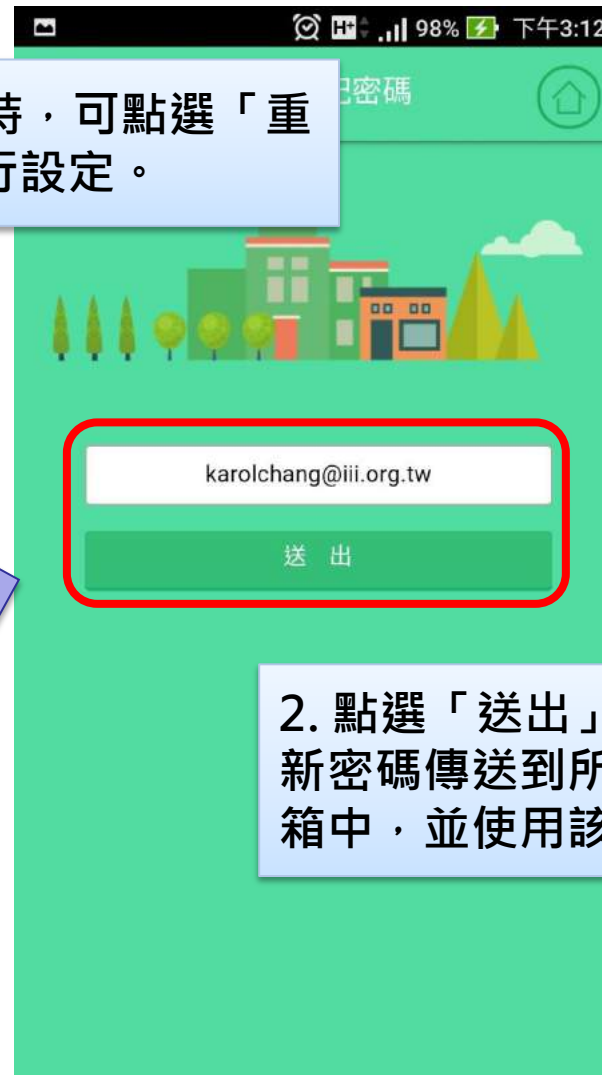 98% 下午3:12
時，可點選「重
行設定。
密碼
karolchang@iii.org.tw
送 出
2. 點選「送出」
新密碼傳送到所
箱中，並使用該